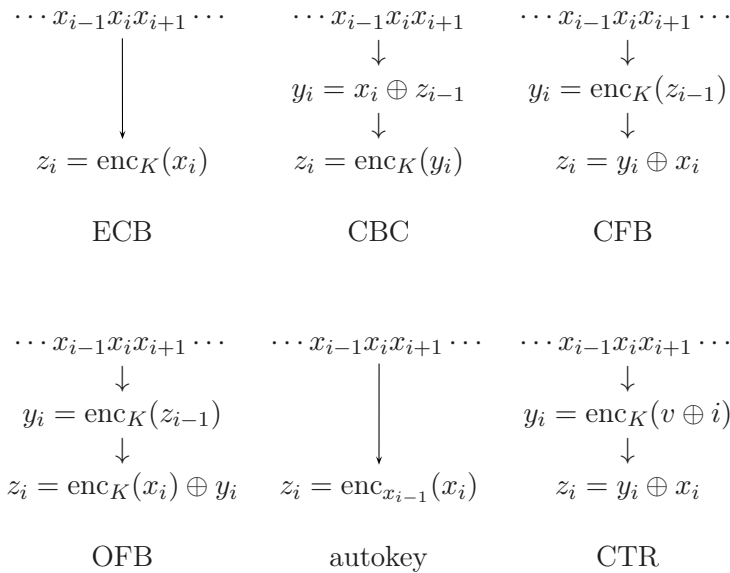 ⋯ x_{i−1}x_ix_{i+1} ⋯
z_i = enc_K(x_i)
ECB
⋯ x_{i−1}x_ix_{i+1}
y_i = x_i ⊕ z_{i−1}
z_i = enc_K(y_i)
CBC
⋯ x_{i−1}x_ix_{i+1} ⋯
y_i = enc_K(z_{i−1})
z_i = y_i ⊕ x_i
CFB
⋯ x_{i−1}x_ix_{i+1} ⋯
y_i = enc_K(z_{i−1})
z_i = enc_K(x_i) ⊕ y_i
OFB
⋯ x_{i−1}x_ix_{i+1} ⋯
z_i = enc_{x_{i−1}}(x_i)
autokey
⋯ x_{i−1}x_ix_{i+1} ⋯
y_i = enc_K(v ⊕ i)
z_i = y_i ⊕ x_i
CTR